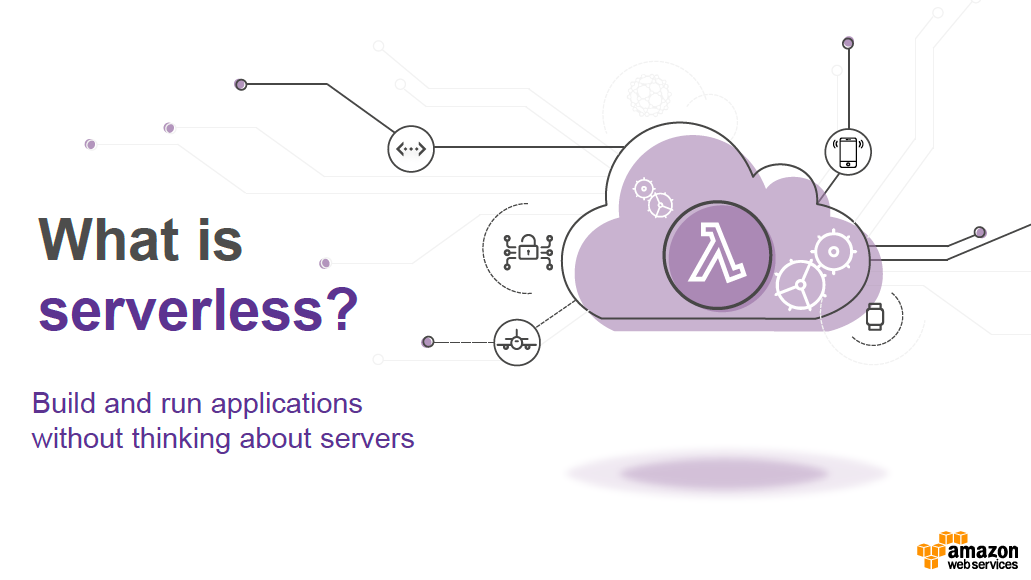 What is
serverless?
Build and run applications
without thinking about servers
amazon
web services